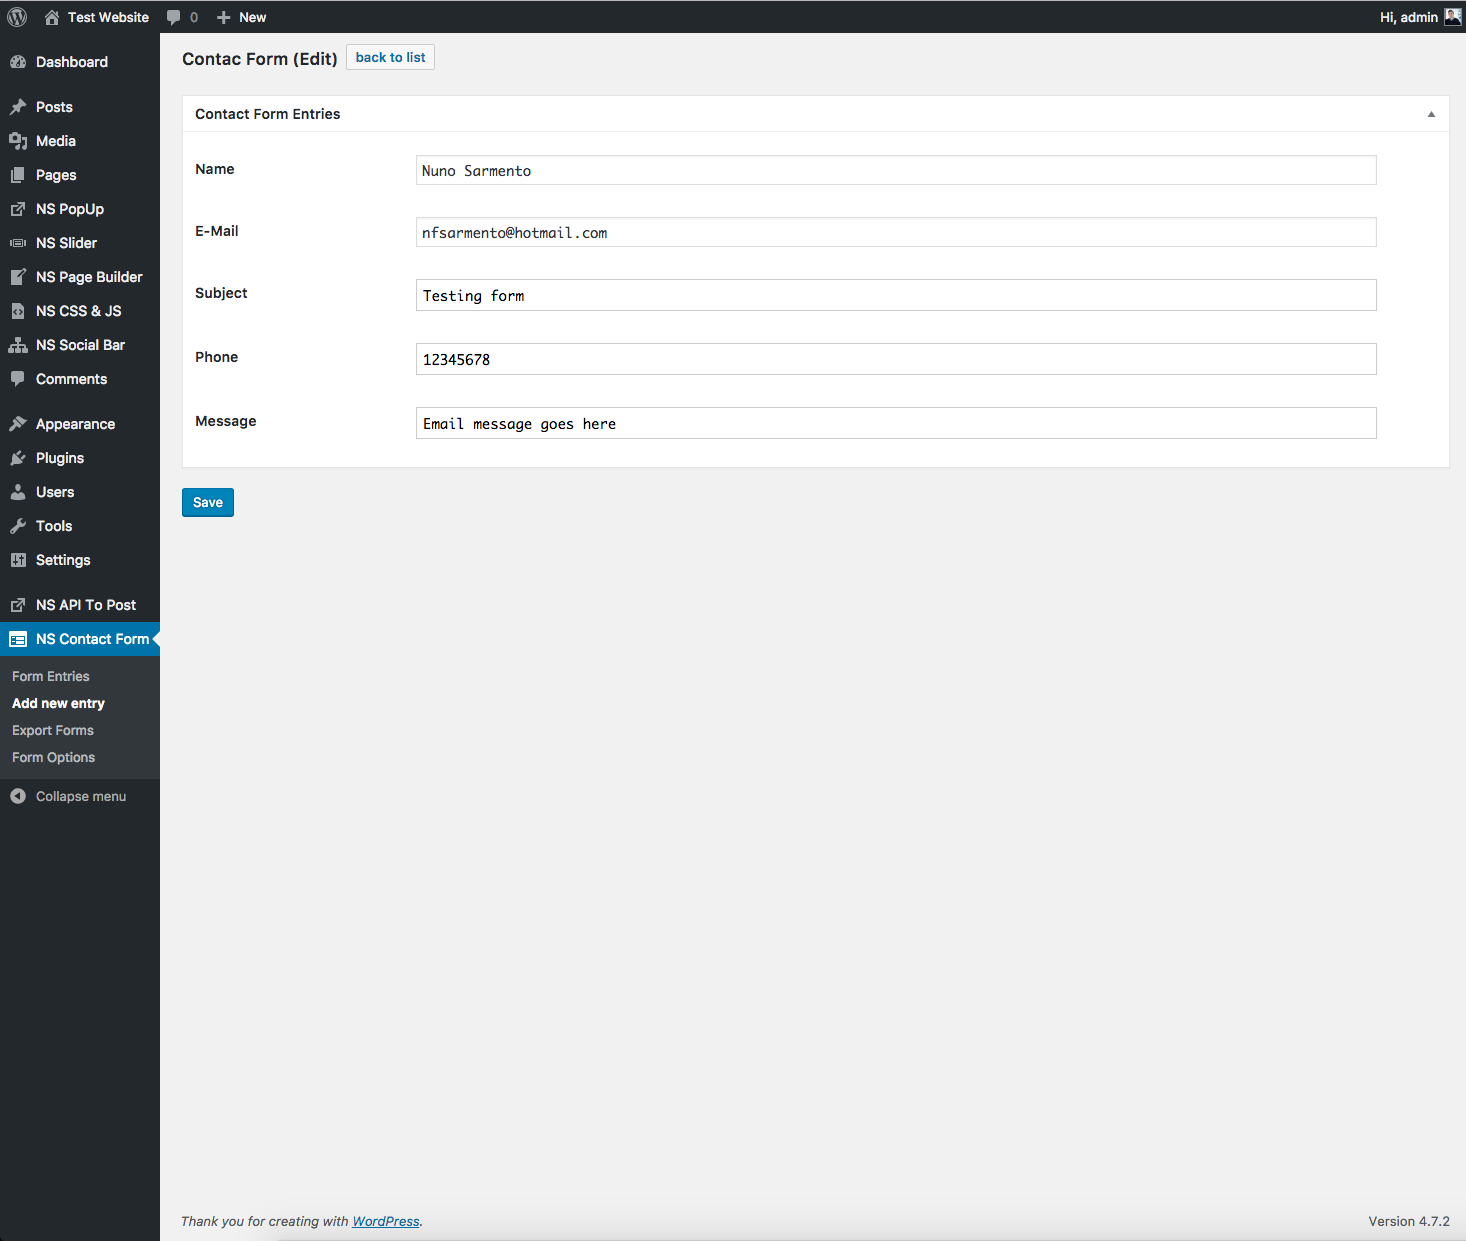 Test Website 0 New Hi, admin
Dashboard
Posts
Media
Pages
NS PopUp
NS Slider
NS Page Builder
NS CSS & JS
NS Social Bar
Comments
Appearance
Plugins
Users
Tools
Settings
NS API To Post
NS Contact Form
Form Entries
Add new entry
Export Forms
Form Options
Collapse menu
Contac Form (Edit) back to list
Contact Form Entries
Name Nuno Sarmento
E-Mail nfsarmento@hotmail.com
Subject Testing form
Phone 12345678
Message Email message goes here
Save
Thank you for creating with WordPress. Version 4.7.2